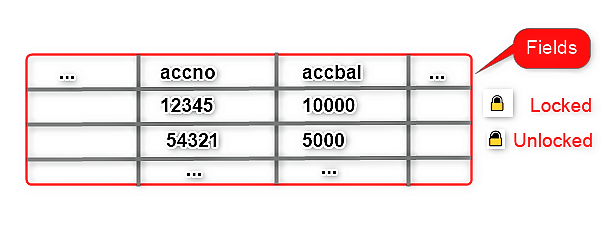 Fields
... accno accbal ...
12345 10000 Locked
54321 5000 Unlocked
... ...